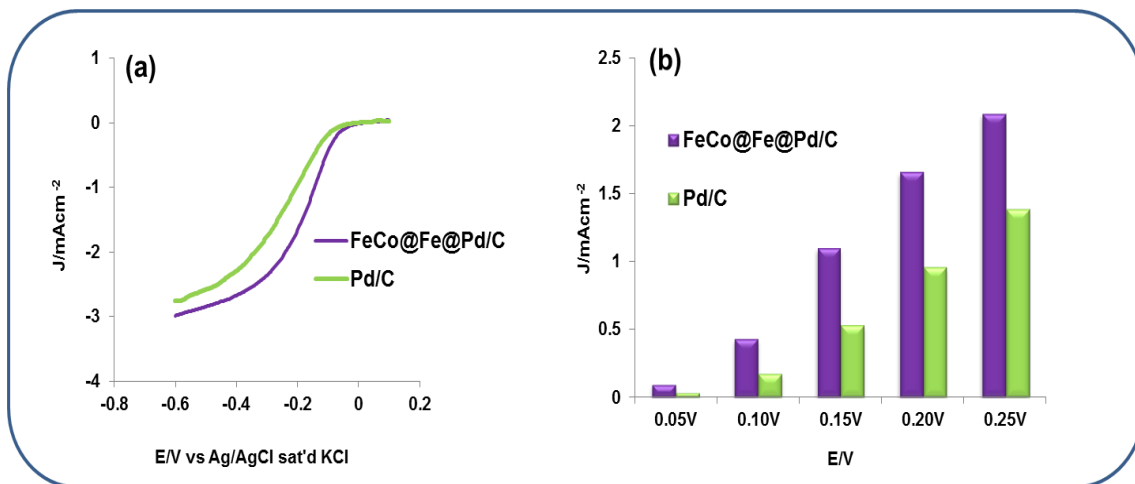 (a)
1
0
-1
-2
-3
-4
J/mAcm-2
FeCo@Fe@Pd/C
Pd/C
-0.8 -0.6 -0.4 -0.2 0 0.2
E/V vs Ag/AgCl sat'd KCl
(b)
2.5
2
1.5
1
0.5
0
J/mAcm-2
FeCo@Fe@Pd/C
Pd/C
0.05V 0.10V 0.15V 0.20V 0.25V
E/V